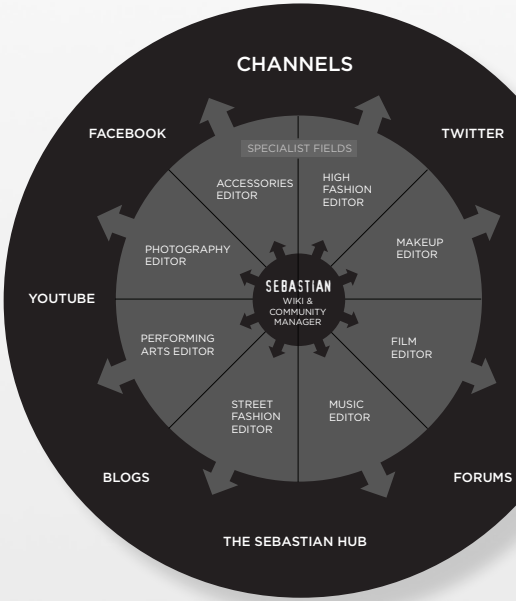 CHANNELS
FACEBOOK
TWITTER
SPECIALIST FIELDS
ACCESSORIES
EDITOR
HIGH
FASHION
EDITOR
PHOTOGRAPHY
EDITOR
MAKEUP
EDITOR
YOUTUBE
SEBASTIAN
WIKI &
COMMUNITY
MANAGER
PERFORMING
ARTS EDITOR
FILM
EDITOR
STREET
FASHION
EDITOR
MUSIC
EDITOR
BLOGS
FORUMS
THE SEBASTIAN HUB